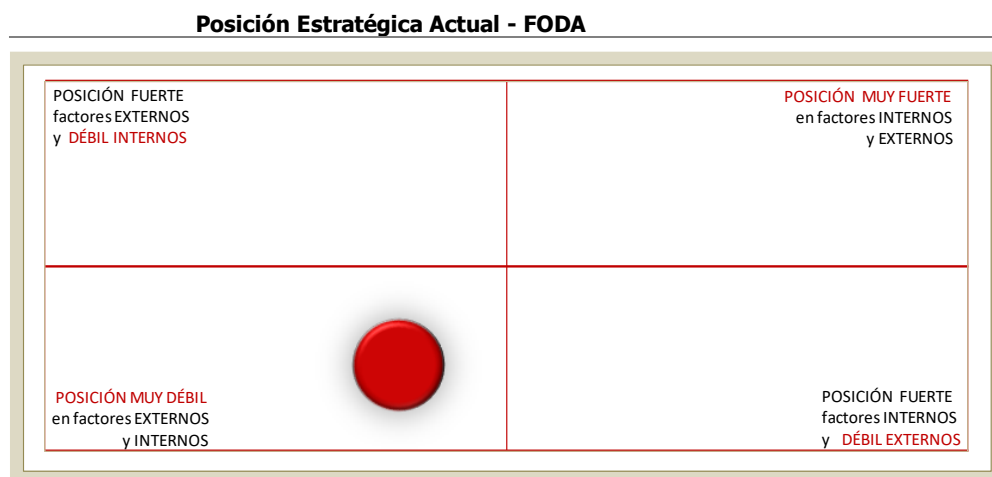 Posición Estratégica Actual - FODA
POSICIÓN FUERTE
factores EXTERNOS
y DÉBIL INTERNOS
POSICIÓN MUY FUERTE
en factores INTERNOS
y EXTERNOS
POSICIÓN MUY DÉBIL
en factores EXTERNOS
y INTERNOS
POSICIÓN FUERTE
factores INTERNOS
y DÉBIL EXTERNOS